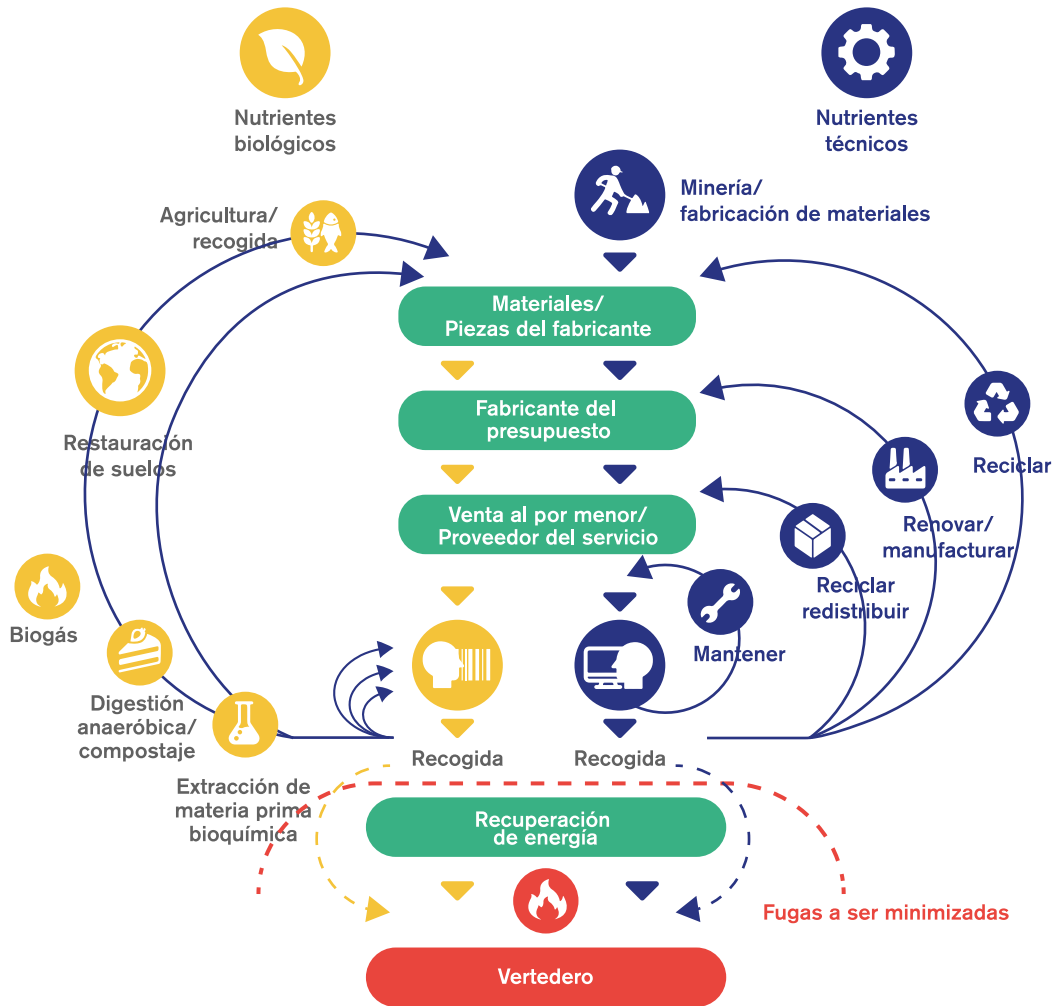 Nutrientes
biológicos
Nutrientes
técnicos
Minería/
fabricación de materiales
Agricultura/
recogida
Materiales/
Piezas del fabricante
Restauración
de suelos
Fabricante del
presupuesto
Reciclar
Venta al por menor/
Proveedor del servicio
Renovar/
manufacturar
Reciclar
redistribuir
Biogás
Mantener
Digestión
anaeróbica/
compostaje
Recogida
Recogida
Extracción de
materia prima
bioquímica
Recuperación
de energía
Fugas a ser minimizadas
Vertedero